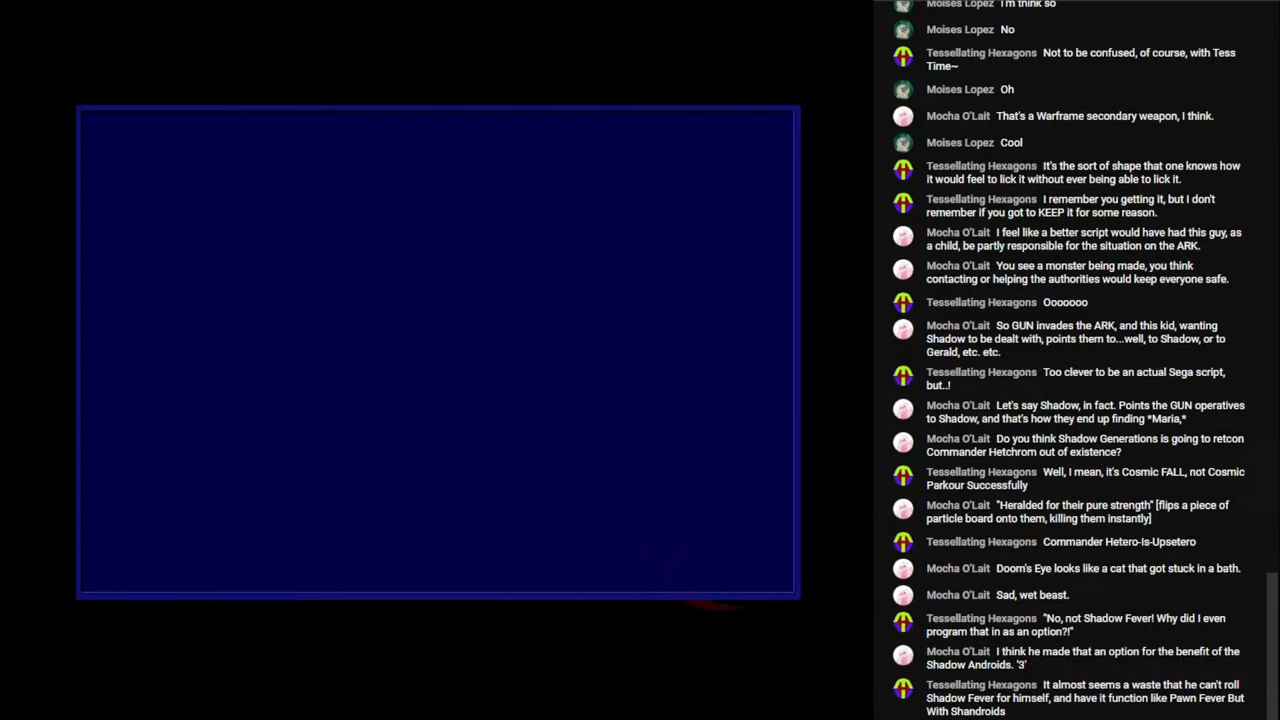 Moises Lopez I'm think so
Moises Lopez No
Tessellating Hexagons Not to be confused, of course, with Tess
Time~
Moises Lopez Oh
Mocha O'Lait That's a Warframe secondary weapon, I think.
Moises Lopez Cool
Tessellating Hexagons It's the sort of shape that one knows how
it would feel to lick it without ever being able to lick it.
Tessellating Hexagons I remember you getting it, but I don't
remember if you got to KEEP it for some reason.
Mocha O'Lait I feel like a better script would have had this guy, as
a child, be partly responsible for the situation on the ARK.
Mocha O'Lait You see a monster being made, you think
contacting or helping the authorities would keep everyone safe.
Tessellating Hexagons Ooooooo
Mocha O'Lait So GUN invades the ARK, and this kid, wanting
Shadow to be dealt with, points them to...well, to Shadow, or to
Gerald, etc. etc.
Tessellating Hexagons Too clever to be an actual Sega script,
but..!
Mocha O'Lait Let's say Shadow, in fact. Points the GUN operatives
to Shadow, and that's how they end up finding *Maria,*
Mocha O'Lait Do you think Shadow Generations is going to retcon
Commander Hetchrom out of existence?
Tessellating Hexagons Well, I mean, it's Cosmic FALL, not Cosmic
Parkour Successfully
Mocha O'Lait "Heralded for their pure strength" [flips a piece of
particle board onto them, killing them instantly]
Tessellating Hexagons Commander Hetero-Is-Upsetero
Mocha O'Lait Doom's Eye looks like a cat that got stuck in a bath.
Mocha O'Lait Sad, wet beast.
Tessellating Hexagons "No, not Shadow Fever! Why did I even
program that in as an option?!"
Mocha O'Lait I think he made that an option for the benefit of the
Shadow Androids. '3'
Tessellating Hexagons It almost seems a waste that he can't roll
Shadow Fever for himself, and have it function like Pawn Fever But
With Shandroids